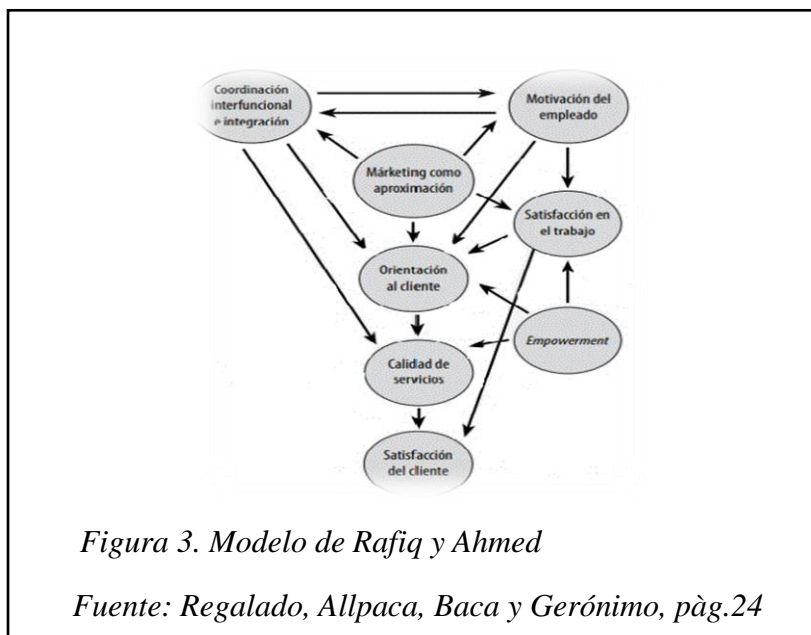 Coordinación
interfuncional
e integración
Motivación del
empleado
Márketing como
aproximación
Satisfacción en
el trabajo
Orientación
al cliente
Empowerment
Calidad de
servicios
Satisfacción
del cliente
Figura 3. Modelo de Rafiq y Ahmed
Fuente: Regalado, Allpaca, Baca y Gerónimo, pàg.24